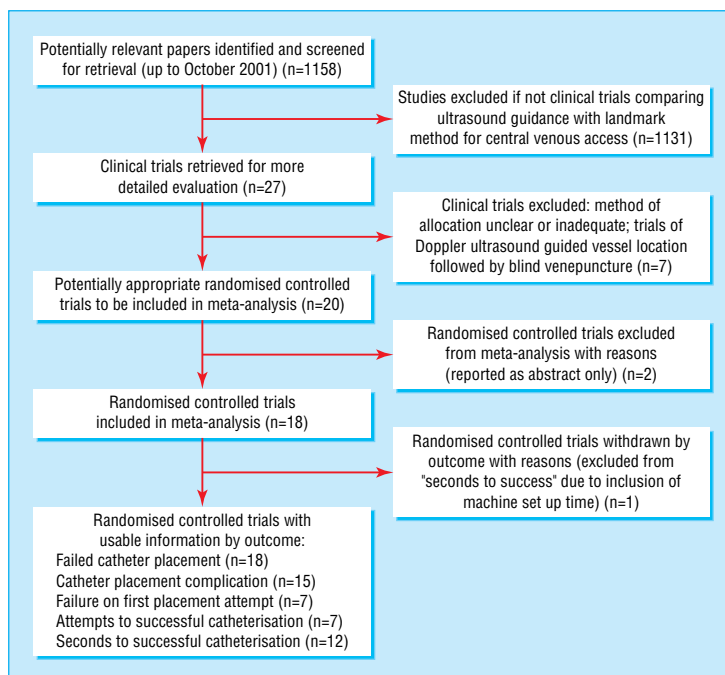 Potentially relevant papers identified and screened
for retrieval (up to October 2001) (n=1158)
Studies excluded if not clinical trials comparing
ultrasound guidance with landmark
method for central venous access (n=1131)
Clinical trials retrieved for more
detailed evaluation (n=27)
Clinical trials excluded: method of
allocation unclear or inadequate; trials of
Doppler ultrasound guided vessel location
followed by blind venepuncture (n=7)
Potentially appropriate randomised controlled
trials to be included in meta-analysis (n=20)
Randomised controlled trials excluded
from meta-analysis with reasons
(reported as abstract only) (n=2)
Randomised controlled trials
included in meta-analysis (n=18)
Randomised controlled trials withdrawn by
outcome with reasons (excluded from
"seconds to success" due to inclusion of
machine set up time) (n=1)
Randomised controlled trials with
usable information by outcome:
Failed catheter placement (n=18)
Catheter placement complication (n=15)
Failure on first placement attempt (n=7)
Attempts to successful catheterisation (n=7)
Seconds to successful catheterisation (n=12)